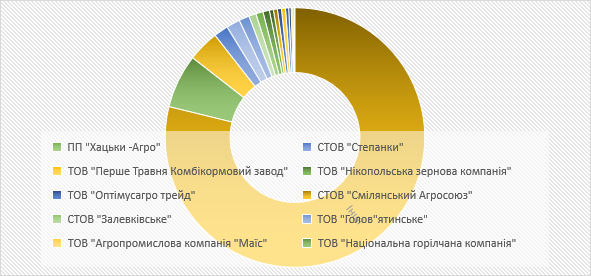 ПП "Хацьки -Агро"
СТОВ "Степанки"
ТОВ "Перше Травня Комбікормовий завод"
ТОВ "Нікопольська зернова компанія"
ТОВ "Оптімусагро трейд"
СТОВ "Смілянський Агросоюз"
СТОВ "Залевківське"
ТОВ "Голов"ятинське"
ТОВ "Агропромислова компанія "Маїс"
ТОВ "Національна горілчана компанія"